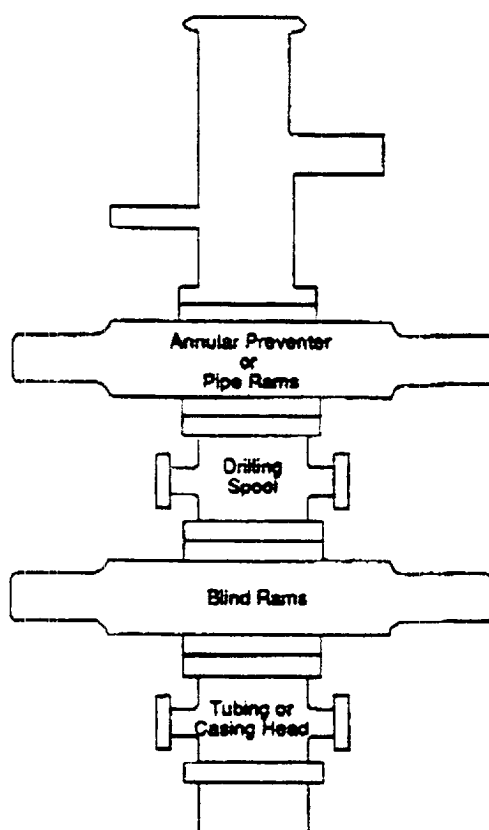 Annular Preventer
or
Pipe Rams
Drilling
Spool
Blind Rams
Tubing or
Casing Head